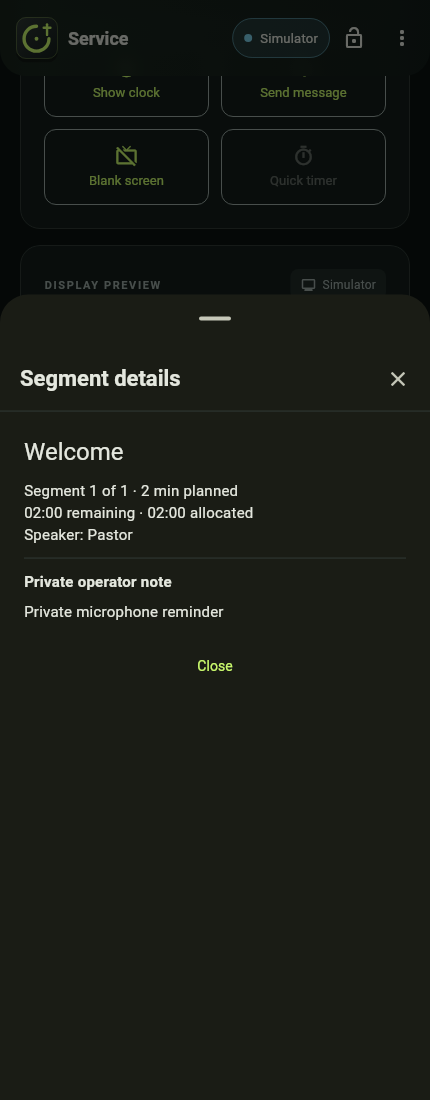 Service
Simulator
Show clock
Send message
Blank screen
Quick timer
DISPLAY PREVIEW
Simulator
Segment details
Welcome
Segment 1 of 1 · 2 min planned
02:00 remaining · 02:00 allocated
Speaker: Pastor
Private operator note
Private microphone reminder
Close